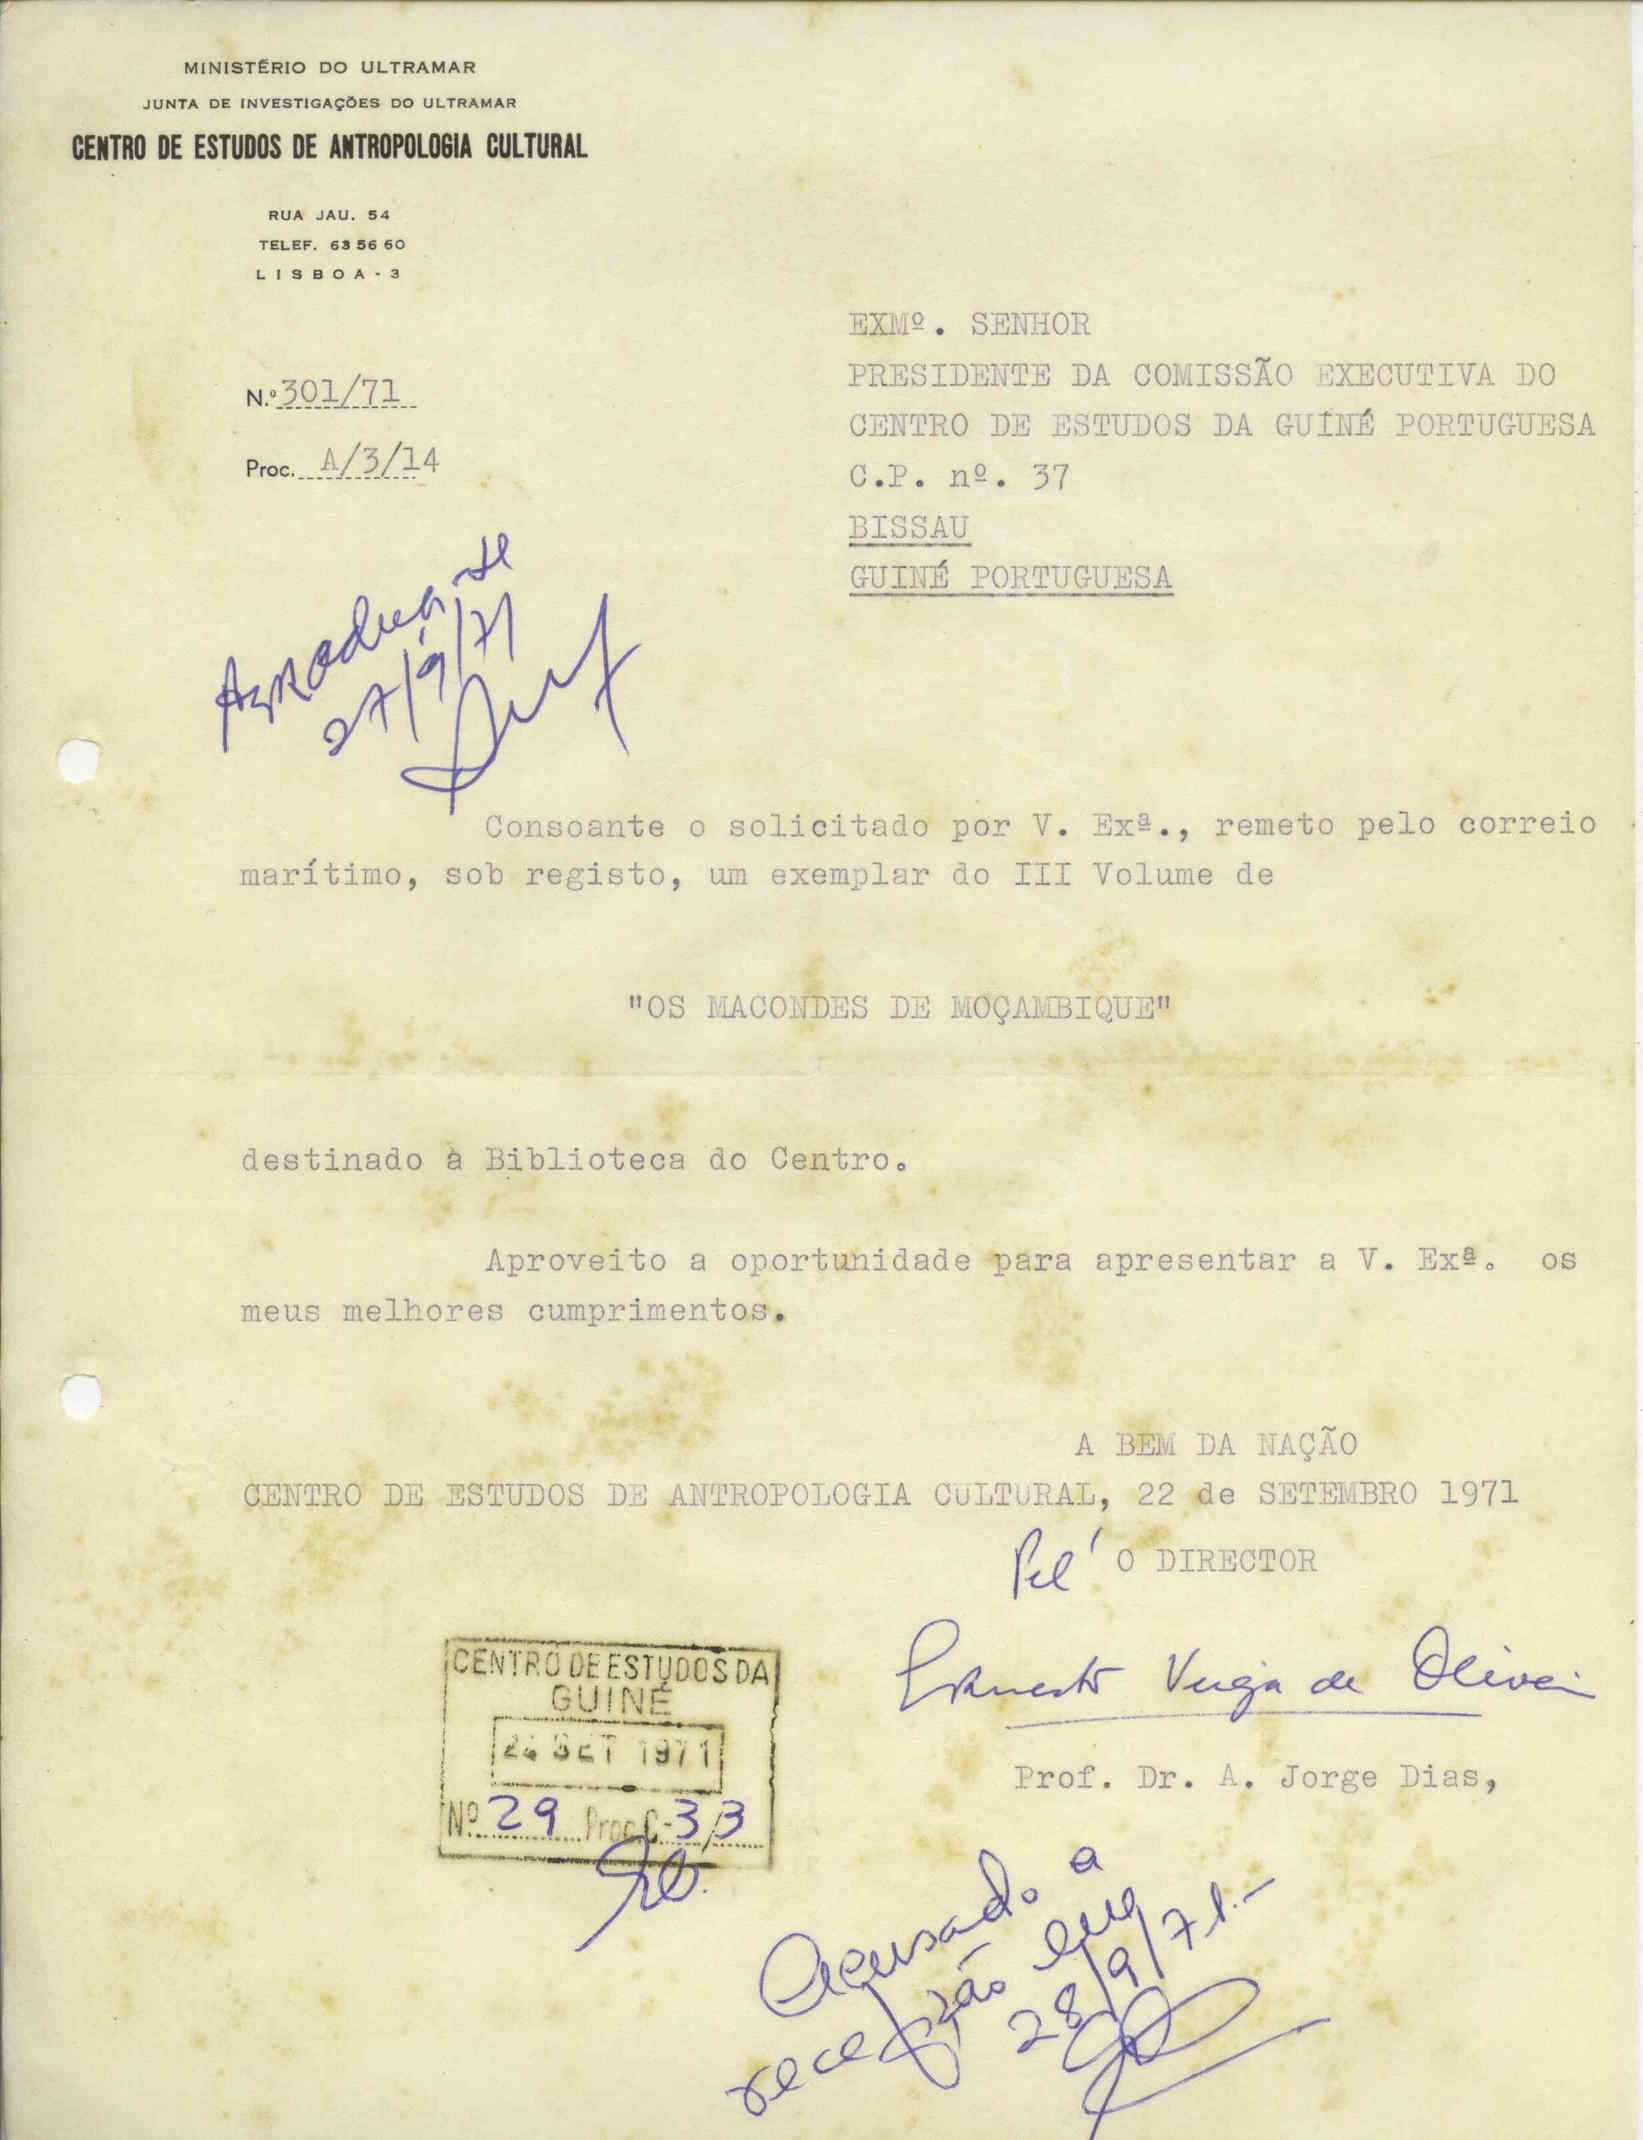 MINISTÉRIO DO ULTRAMAR
JUNTA DE INVESTIGAÇÕES DO ULTRAMAR
CENTRO DE ESTUDOS DE ANTROPOLOGIA CULTURAL
RUA JAU. 54
TELEF. 63 56 60
LISBOA-3
EXMº. SENHOR
PRESIDENTE DA COMISSÃO EXECUTIVA DO
CENTRO DE ESTUDOS DA GUINÉ PORTUGUESA
C.P. nº. 37
BISSAU
GUINÉ PORTUGUESA
N.º 301/71
Proc. A/3/14
27/9/71
Consoante o solicitado por V. Exª., remeto pelo correio
marítimo, sob registo, um exemplar do III Volume de
"OS MACONDES DE MOÇAMBIQUE"
destinado à Biblioteca do Centro.
Aproveito a oportunidade para apresentar a V. Exª. os
meus melhores cumprimentos.
A BEM DA NAÇÃO
CENTRO DE ESTUDOS DE ANTROPOLOGIA CULTURAL, 22 de SETEMBRO 1971
Pel' O DIRECTOR
Ernesto Veiga de Oliveira
Prof. Dr. A. Jorge Dias,
CENTRO DE ESTUDOS DA
GUINÉ
24 SET 1971
Nº 29 Proc C-3/3
Acusado a
recepção em
28/9/71.-